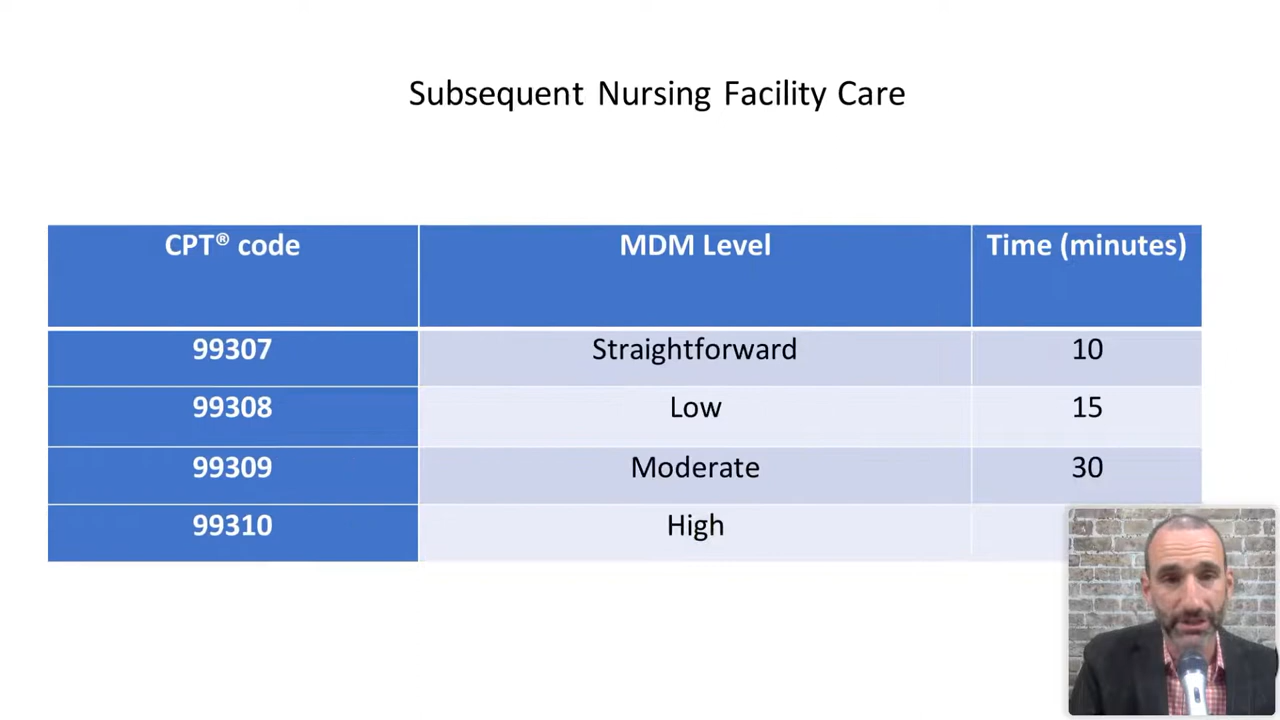 Subsequent Nursing Facility Care
CPT® code MDM Level Time (minutes)
99307 Straightforward 10
99308 Low 15
99309 Moderate 30
99310 High